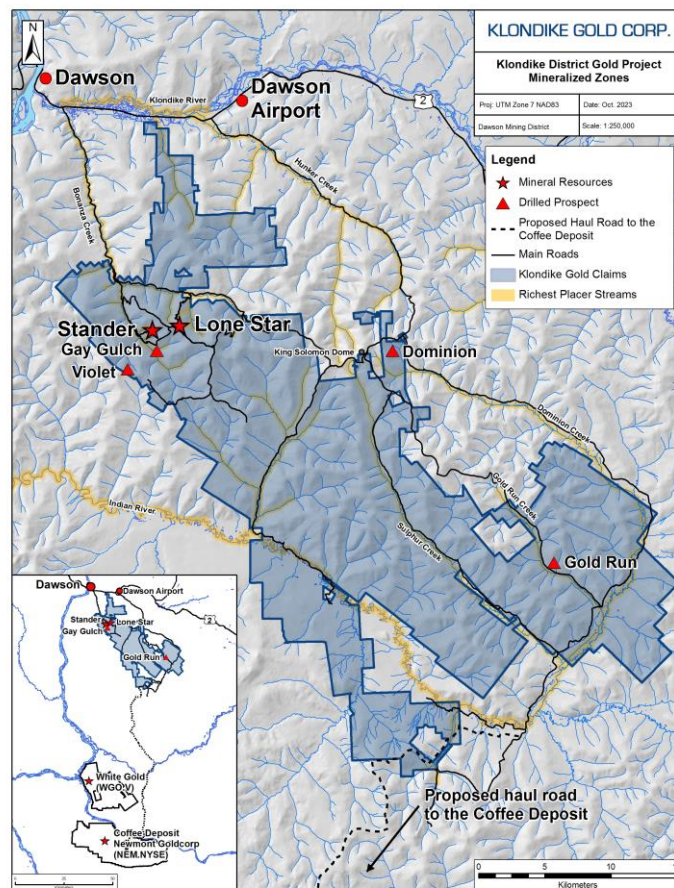 KLONDIKE GOLD CORP.
Klondike District Gold Project
Mineralized Zones
Proj: UTM Zone 7 NAD83
Date: Oct. 2023
Dawson Mining District
Scale: 1:250,000
Legend
Mineral Resources
Drilled Prospect
Proposed Haul Road to the
Coffee Deposit
Main Roads
Klondike Gold Claims
Richest Placer Streams
N
Dawson
Klondike River
Dawson
Airport
2
Bonanza Creek
Hunker Creek
Stander
Lone Star
Gay Gulch
Violet
King Solomon Dome
Dominion
Dominion Creek
Gold Run Creek
Indian River
Sulphur Creek
Gold Run
Proposed haul road
to the Coffee Deposit
0
5
10
Kilometers
Dawson
Dawson Airport
2
Stander
Lone Star
Gay Gulch
Gold Run
White Gold
(WGO.V)
Coffee Deposit
Newmont Goldcorp
(NEM.NYSE)